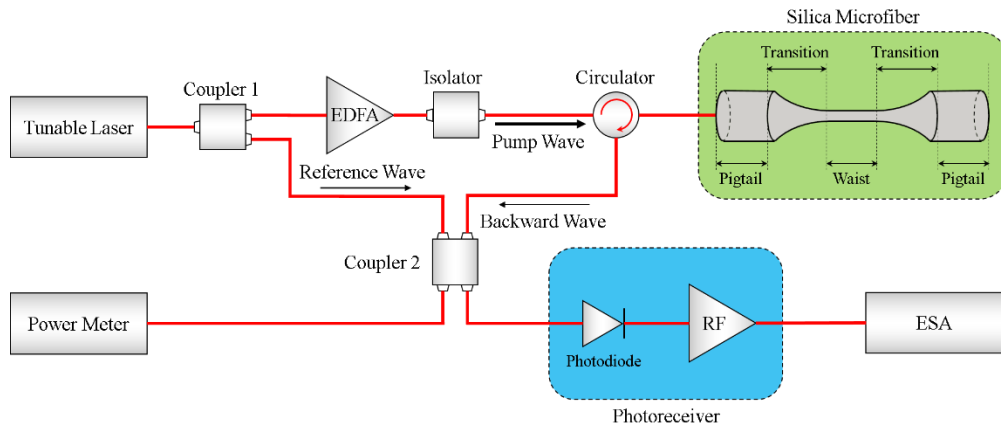 Silica Microfiber
Transition
Transition
Coupler 1
Isolator
Circulator
Tunable Laser
EDFA
Pump Wave
Reference Wave
Pigtail
Waist
Pigtail
Backward Wave
Coupler 2
Power Meter
RF
ESA
Photodiode
Photoreceiver